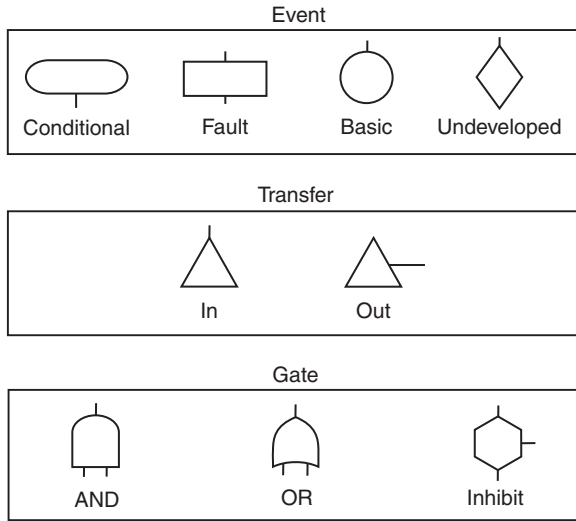 Event
Conditional Fault Basic Undeveloped
Transfer
In Out
Gate
AND OR Inhibit